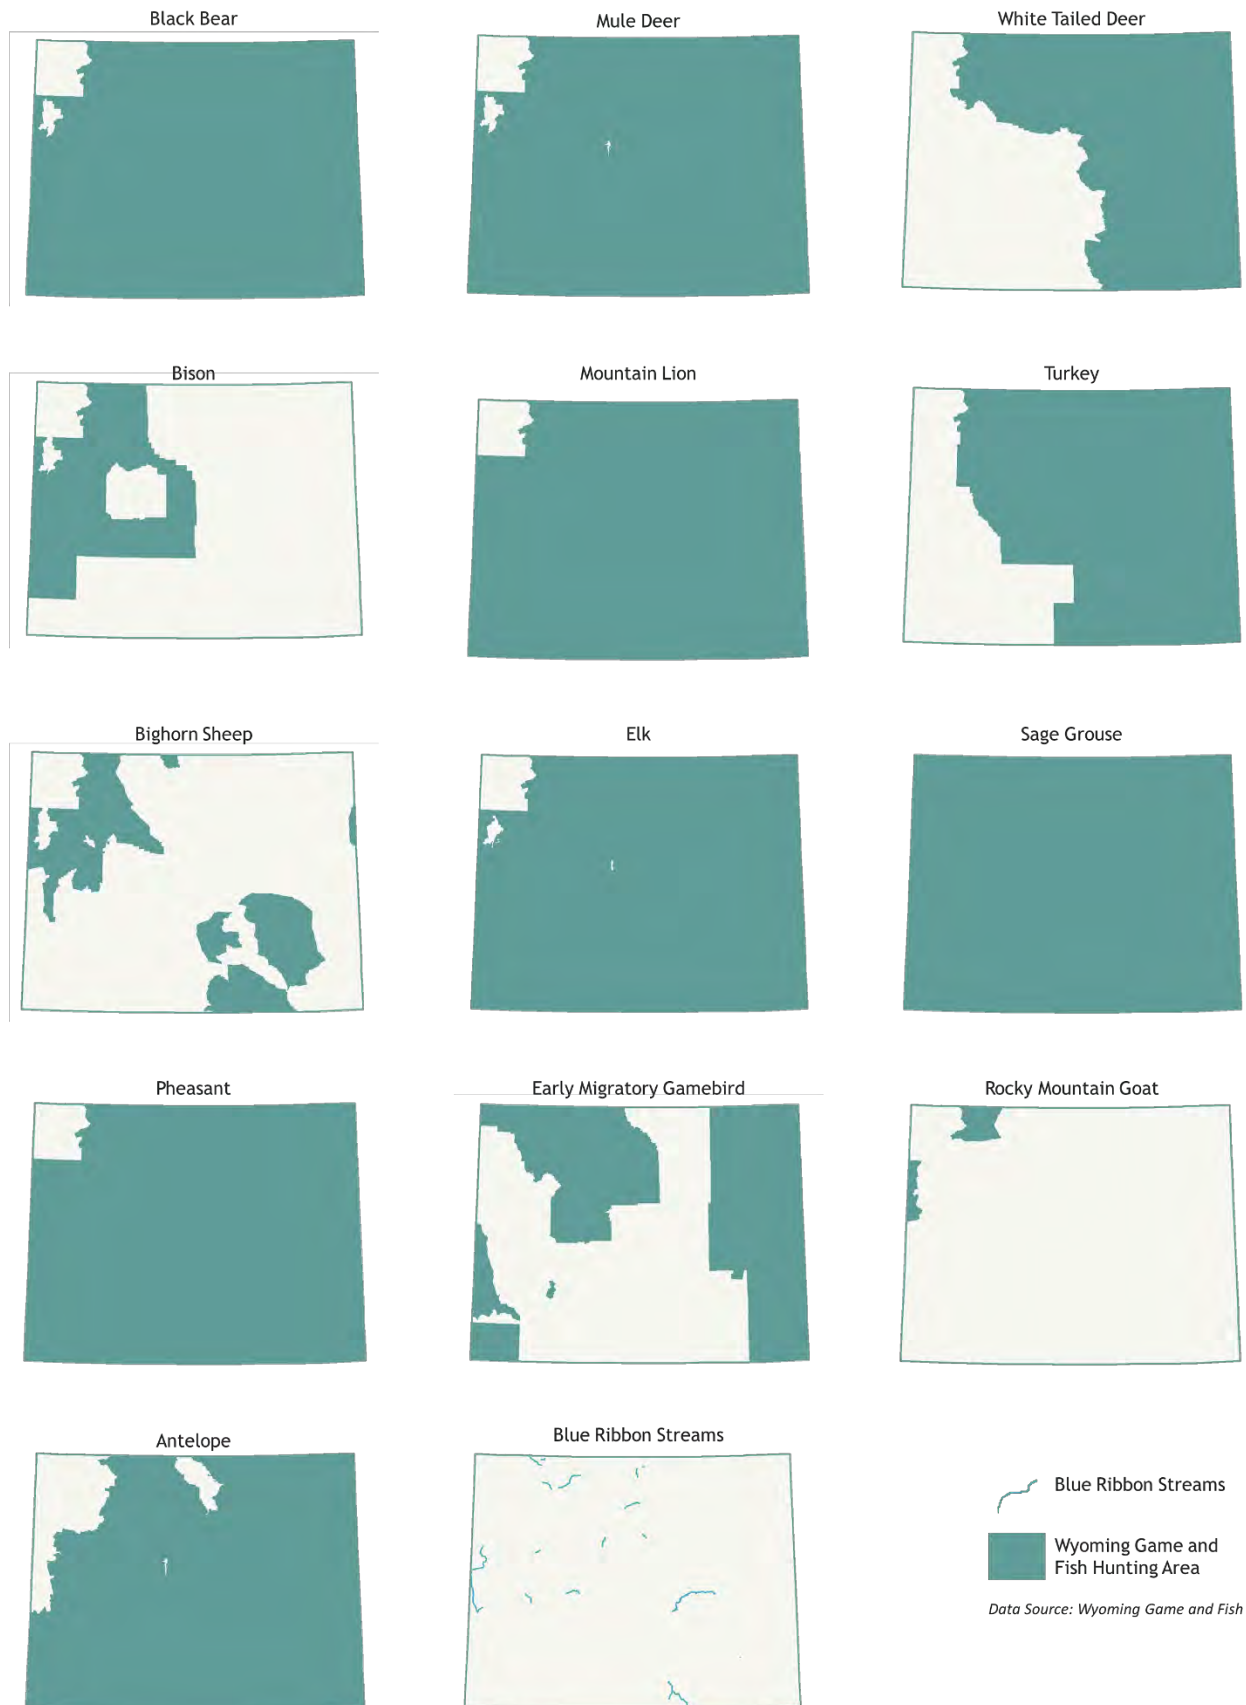 Black Bear
Mule Deer
White Tailed Deer
Bison
Mountain Lion
Turkey
Bighorn Sheep
Elk
Sage Grouse
Pheasant
Early Migratory Gamebird
Rocky Mountain Goat
Antelope
Blue Ribbon Streams
Blue Ribbon Streams
Wyoming Game and
Fish Hunting Area
Data Source: Wyoming Game and Fish